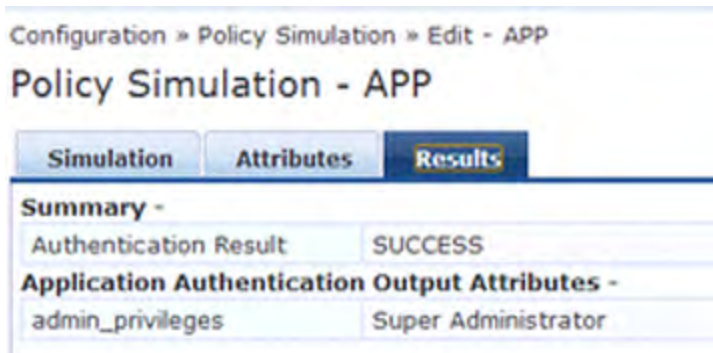 Configuration » Policy Simulation » Edit - APP
Policy Simulation - APP
Simulation Attributes Results
Summary -
Authentication Result SUCCESS
Application Authentication Output Attributes -
admin_privileges Super Administrator